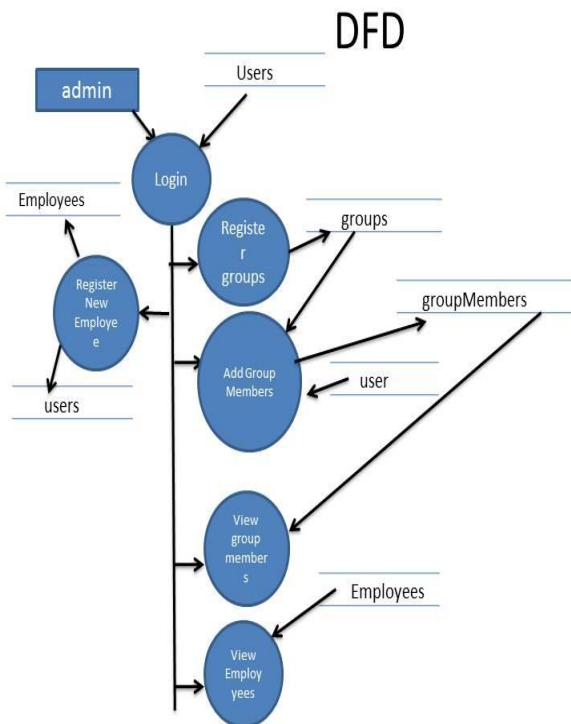 DFD
Users
admin
Login
Employees
Registe
r
groups
groups
Register
New
Employe
e
groupMembers
Add Group
Members
user
users
View
group
member
s
Employees
View
Employ
yees